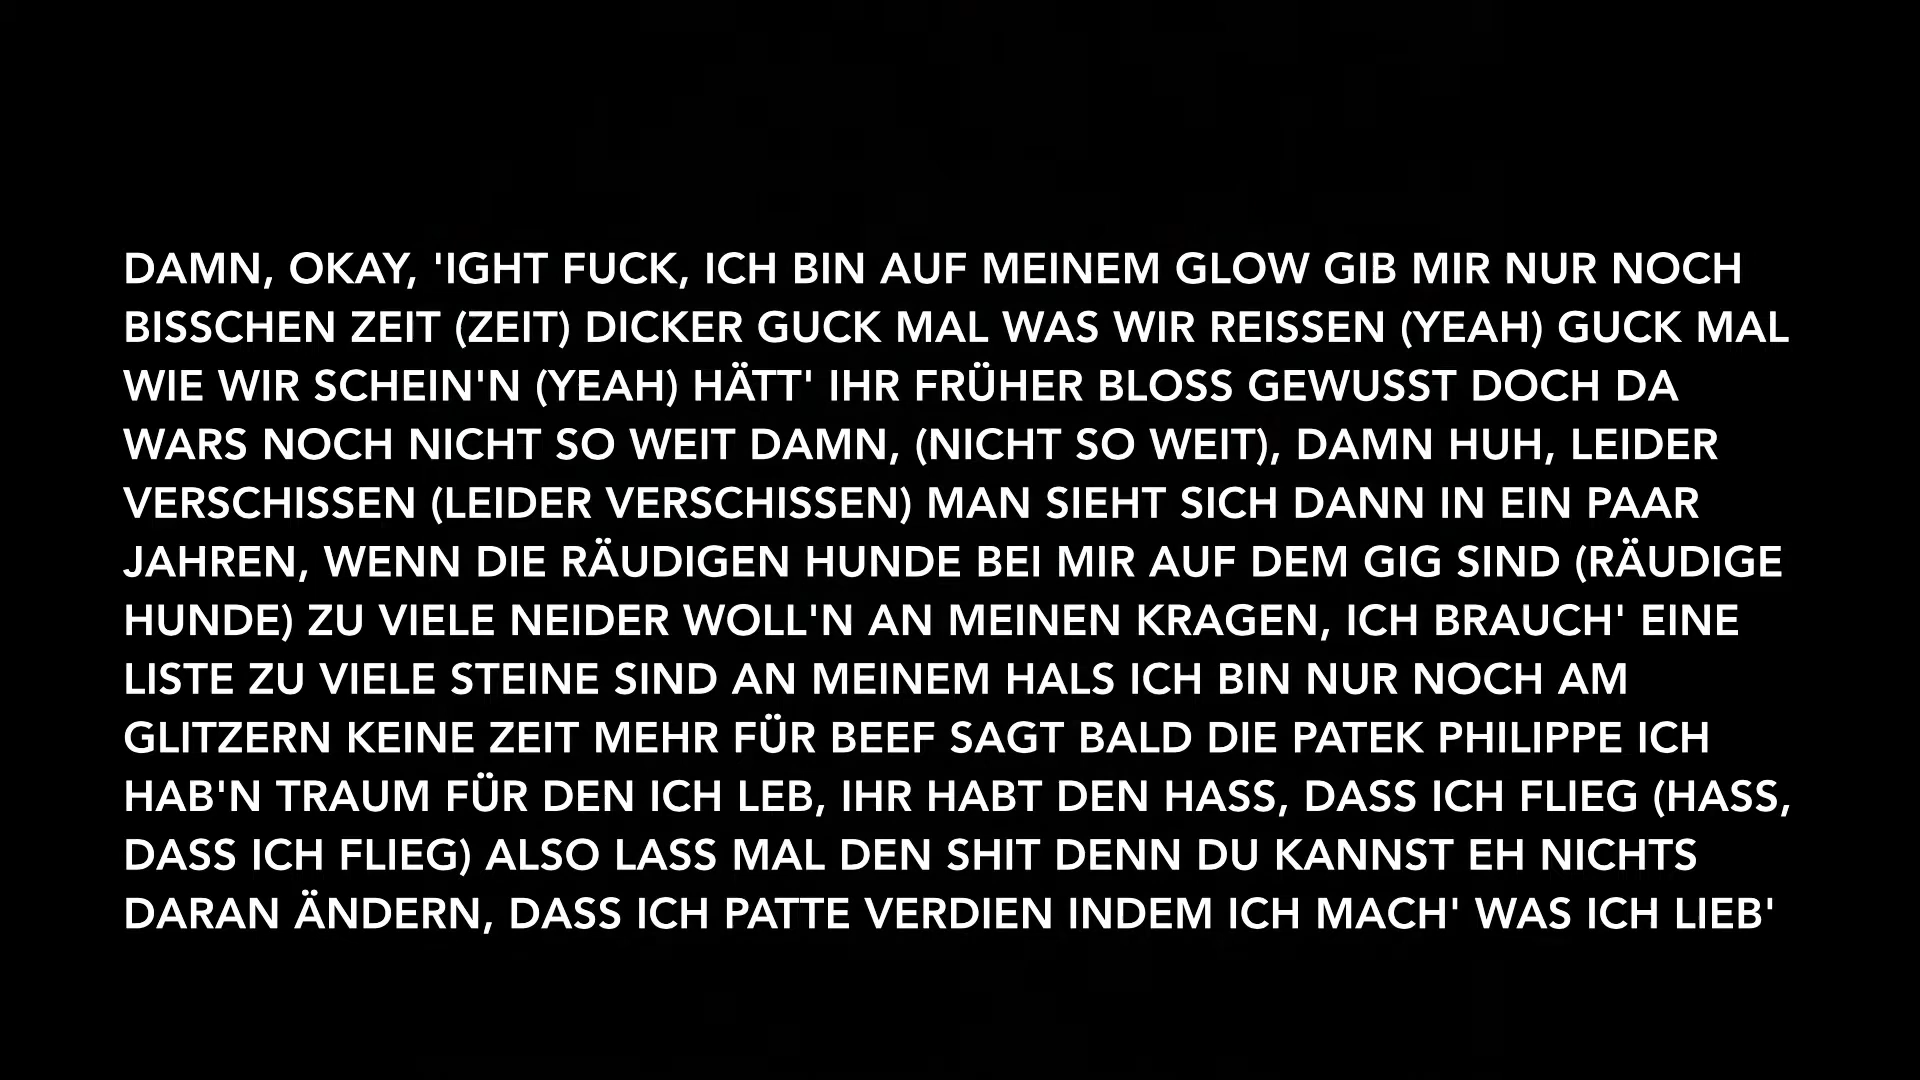 DAMN, OKAY, 'IGHT FUCK, ICH BIN AUF MEINEM GLOW GIB MIR NUR NOCH
BISSCHEN ZEIT (ZEIT) DICKER GUCK MAL WAS WIR REISSEN (YEAH) GUCK MAL
WIE WIR SCHEIN'N (YEAH) HÄTT' IHR FRÜHER BLOSS GEWUSST DOCH DA
WARS NOCH NICHT SO WEIT DAMN, (NICHT SO WEIT), DAMN HUH, LEIDER
VERSCHISSEN (LEIDER VERSCHISSEN) MAN SIEHT SICH DANN IN EIN PAAR
JAHREN, WENN DIE RÄUDIGEN HUNDE BEI MIR AUF DEM GIG SIND (RÄUDIGE
HUNDE) ZU VIELE NEIDER WOLL'N AN MEINEN KRAGEN, ICH BRAUCH' EINE
LISTE ZU VIELE STEINE SIND AN MEINEM HALS ICH BIN NUR NOCH AM
GLITZERN KEINE ZEIT MEHR FÜR BEEF SAGT BALD DIE PATEK PHILIPPE ICH
HAB'N TRAUM FÜR DEN ICH LEB, IHR HABT DEN HASS, DASS ICH FLIEG (HASS,
DASS ICH FLIEG) ALSO LASS MAL DEN SHIT DENN DU KANNST EH NICHTS
DARAN ÄNDERN, DASS ICH PATTE VERDIEN INDEM ICH MACH' WAS ICH LIEB'